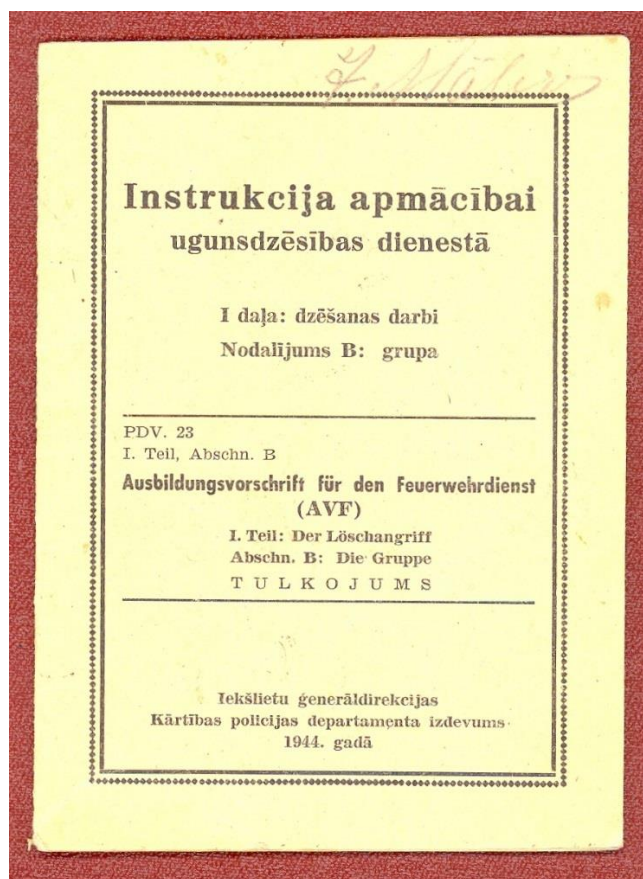 Instrukcija apmācībai
ugunsdzēsības dienestā
I daļa: dzēšanas darbi
Nodalījums B: grupa
PDV. 23
I. Teil, Abschn. B
Ausbildungsvorschrift für den Feuerwehrdienst
(AVF)
I. Teil: Der Löschangriff
Abschn. B: Die Gruppe
TULKOJUMS
Iekšlietu ģenerāldirekcijas
Kārtības policijas departamenta izdevums
1944. gadā